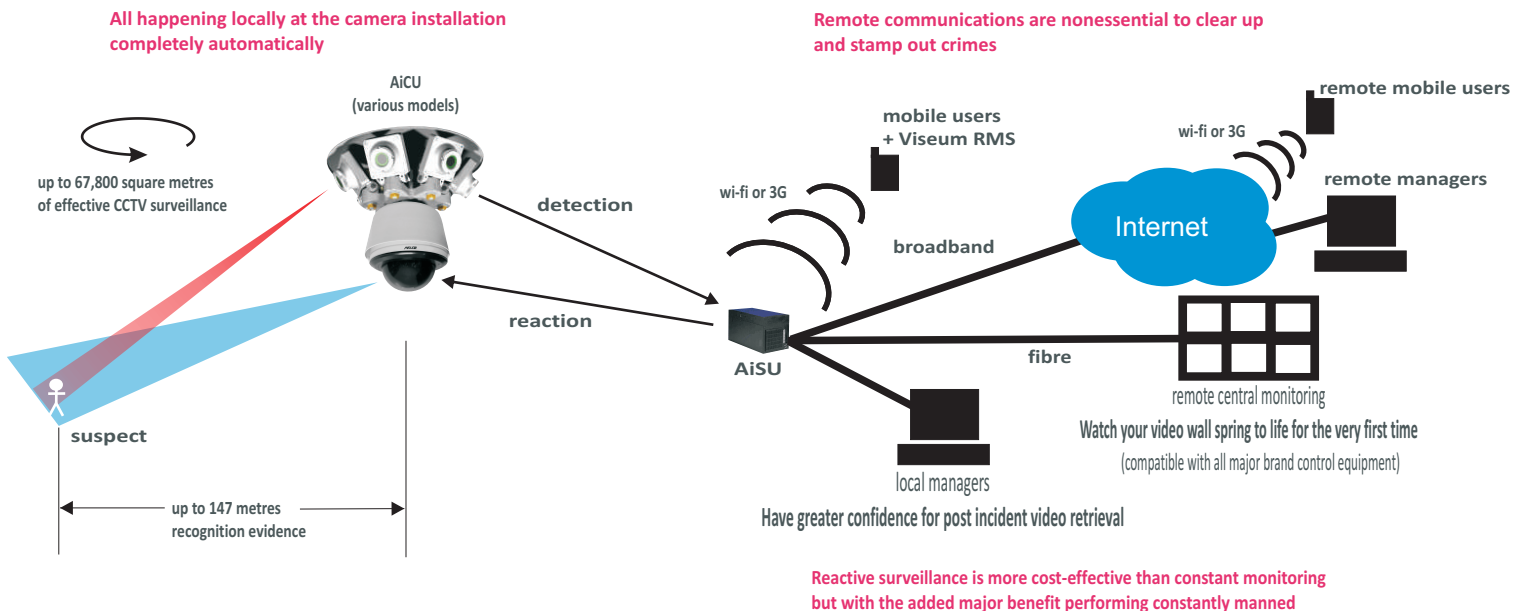 All happening locally at the camera installation
completely automatically
Remote communications are nonessential to clear up
and stamp out crimes
AiCU
(various models)
up to 67,800 square metres
of effective CCTV surveillance
detection
reaction
suspect
up to 147 metres
recognition evidence
mobile users
+ Viseum RMS
wi-fi or 3G
AiSU
broadband
Internet
wi-fi or 3G
remote mobile users
remote managers
fibre
remote central monitoring
Watch your video wall spring to life for the very first time
(compatible with all major brand control equipment)
local managers
Have greater confidence for post incident video retrieval
Reactive surveillance is more cost-effective than constant monitoring
but with the added major benefit performing constantly manned